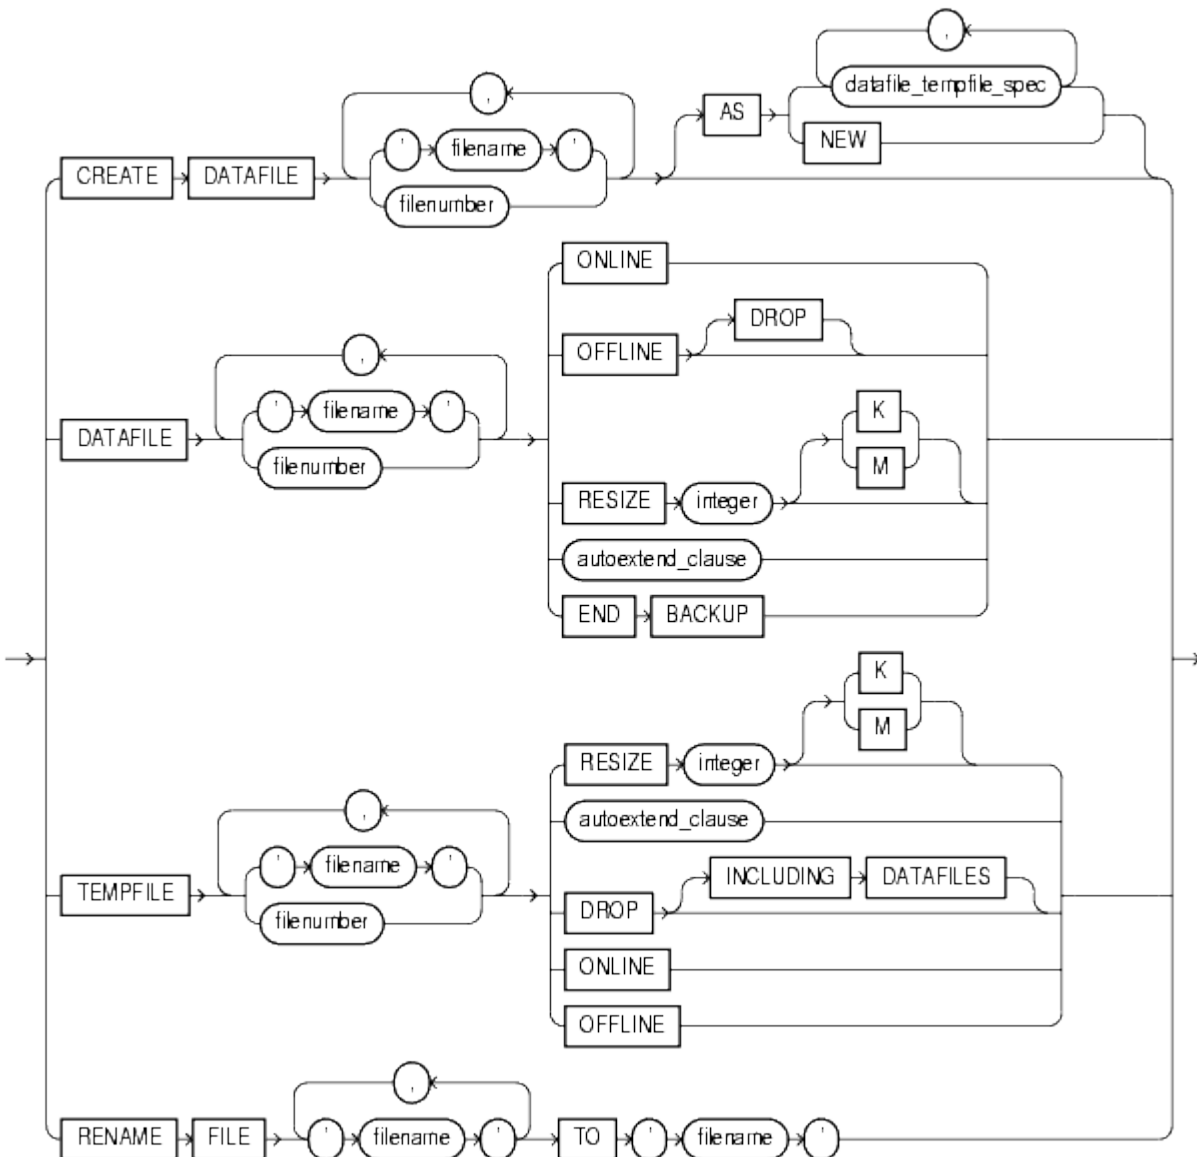 ,
datafile_tempfile_spec
,
AS
' filename '
NEW
CREATE DATAFILE
filenumber
ONLINE
DROP
,
OFFLINE
' filename '
K
DATAFILE
filenumber
M
RESIZE integer
autoextend_clause
END BACKUP
K
M
RESIZE integer
,
autoextend_clause
' filename '
INCLUDING DATAFILES
TEMPFILE
filenumber
DROP
ONLINE
OFFLINE
,
RENAME FILE ' filename ' TO ' filename '